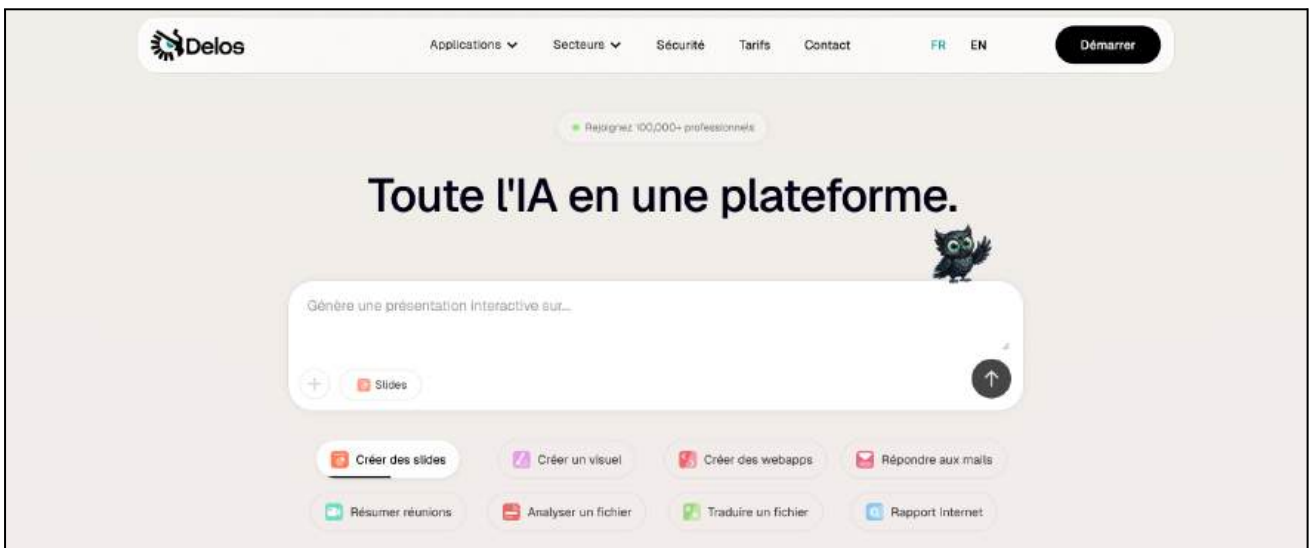 Delos Applications Secteurs Sécurité Tarifs Contact FR EN Démarrer
Rejoignez 100,000+ professionnels
Toute l'IA en une plateforme.
Génère une présentation interactive sur...
Slides
Créer des slides Créer un visuel Créer des webapps Répondre aux mails
Résumer réunions Analyser un fichier Traduire un fichier Rapport Internet